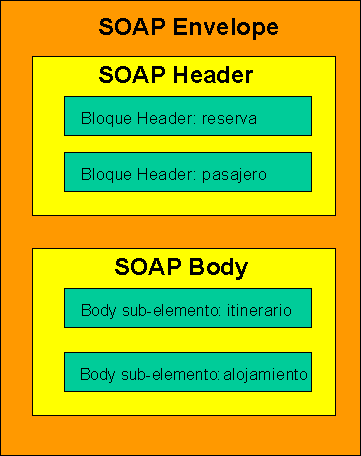 SOAP Envelope
SOAP Header
Bloque Header: reserva
Bloque Header: pasajero
SOAP Body
Body sub-elemento: itinerario
Body sub-elemento: alojamiento